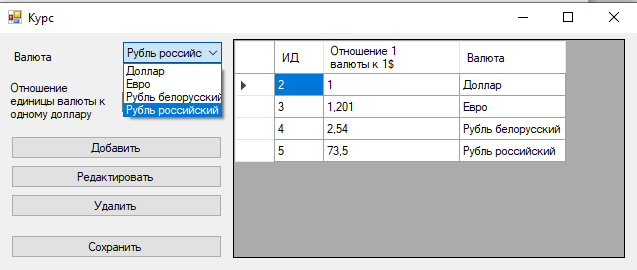 Курс
Валюта
Рубль российс
Доллар
Евро
Рубль белорусский
Рубль российский
Отношение
единицы валюты к
одному доллару
Добавить
Редактировать
Удалить
Сохранить
ИД
Отношение 1
валюты к 1$
Валюта
2 1 Доллар
3 1,201 Евро
4 2,54 Рубль белорусский
5 73,5 Рубль российский